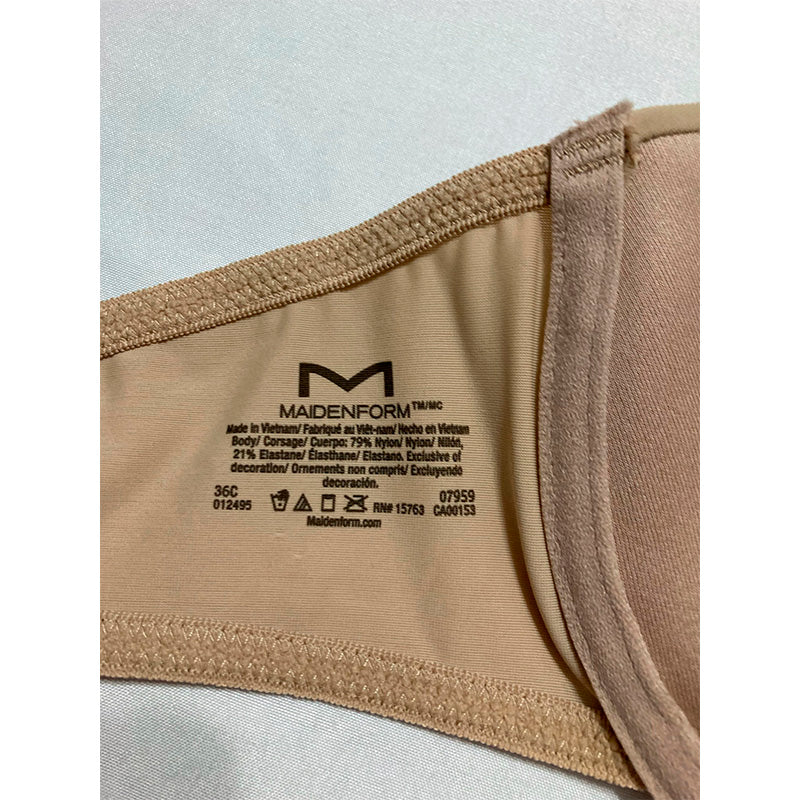 M
MAIDENFORM™/MC
Made in Vietnam/ Fabriqué au Viêt-nam/ Hecho en Vietnam
Body/ Corsage/ Cuerpo: 79% Nylon/ Nylon/ Nilón,
21% Elastane/ Élasthane/ Elastano. Exclusive of
decoration/ Ornements non compris/ Excluyendo
decoración.
36C 07959
012495 RN# 15763 CA00153
Maidenform.com